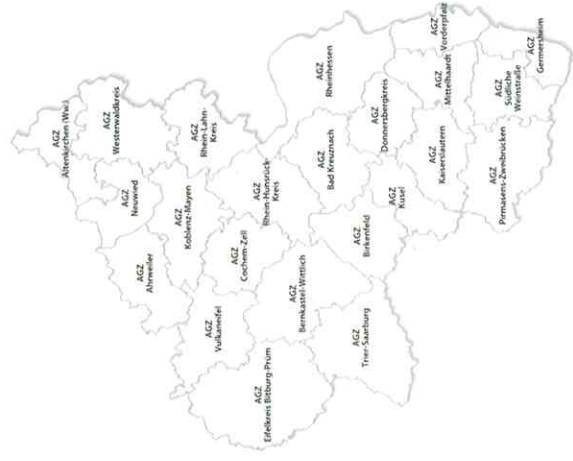 AGZ
Altenkirchen (Ww.)
AGZ
Westerwaldkreis
AGZ
Neuwied
AGZ
Ahrweiler
AGZ
Rhein-Lahn-
Kreis
AGZ
Koblenz-Mayen
AGZ
Cochem-Zell
AGZ
Vulkaneifel
AGZ
Rhein-Hunsrück-
Kreis
AGZ
Eifelkreis Bitburg-Prüm
AGZ
Bernkastel-Wittlich
AGZ
Bad Kreuznach
AGZ
Rheinhessen
AGZ
Trier-Saarburg
AGZ
Birkenfeld
AGZ
Kusel
AGZ
Donnersbergkreis
AGZ
Kaiserslautern
AGZ
Mittelhaardt
AGZ
Vorderpfalz
AGZ
Pirmasens-Zweibrücken
AGZ
Südliche
Weinstraße
AGZ
Germersheim